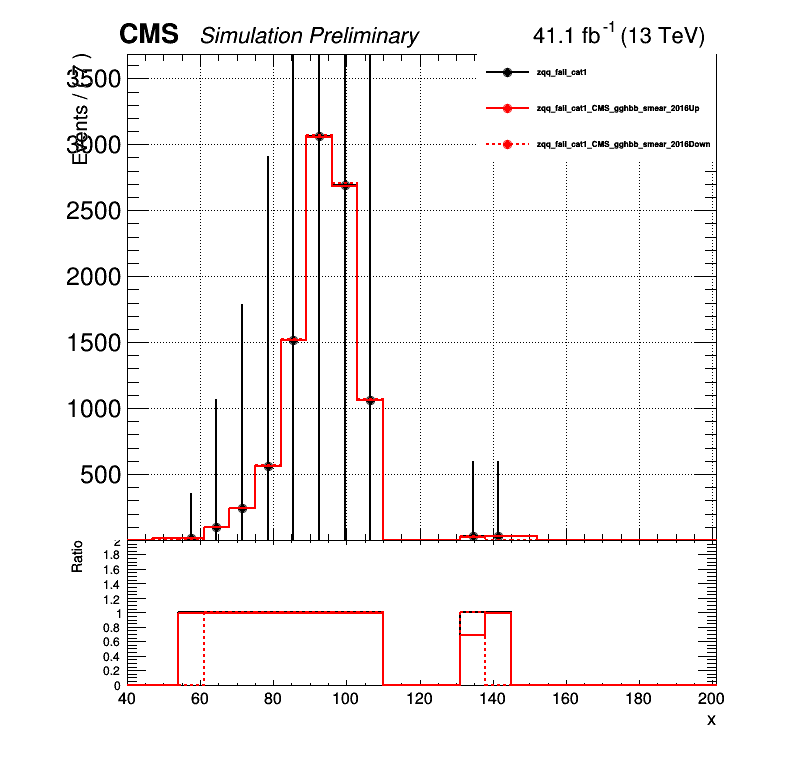 CMS Simulation Preliminary 41.1 fb-1 (13 TeV)
Events / ( 7 )
3500
3000
2500
2000
1500
1000
500
zqq_fail_cat1
zqq_fail_cat1_CMS_gghbb_smear_2016Up
zqq_fail_cat1_CMS_gghbb_smear_2016Down
Ratio
2
1.8
1.6
1.4
1.2
1
0.8
0.6
0.4
0.2
0
40 60 80 100 120 140 160 180 200
x